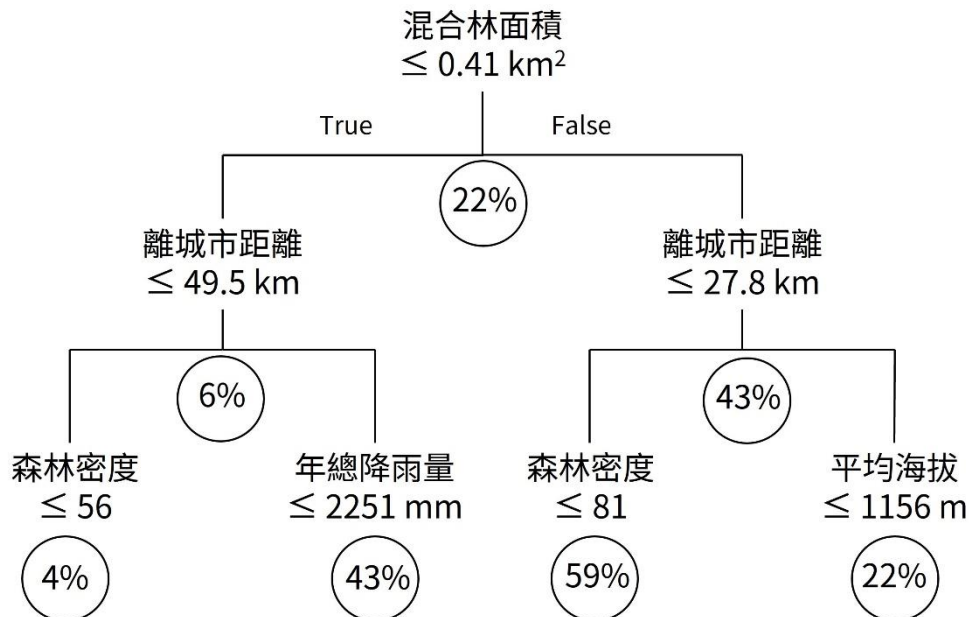 混合林面積
≤ 0.41 km²
True
False
22%
離城市距離
≤ 49.5 km
離城市距離
≤ 27.8 km
6%
43%
森林密度
≤ 56
年總降雨量
≤ 2251 mm
森林密度
≤ 81
平均海拔
≤ 1156 m
4%
43%
59%
22%